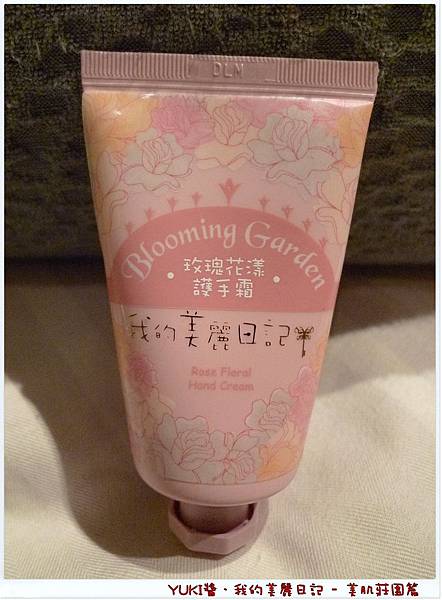 DLN
Blooming Garden
玫瑰花漾
護手霜
我的美麗日記
Rose Floral
Hand Cream
YUKI醬、我的美麗日記 - 美肌莊園篇